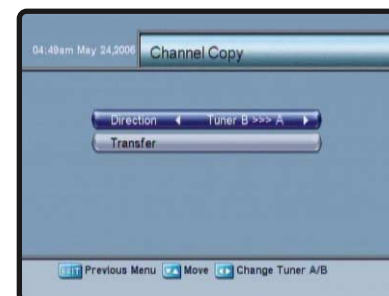 04:49am May 24,2006
Channel Copy
Direction Tuner B >>> A
Transfer
EXIT Previous Menu Move Change Tuner A/B